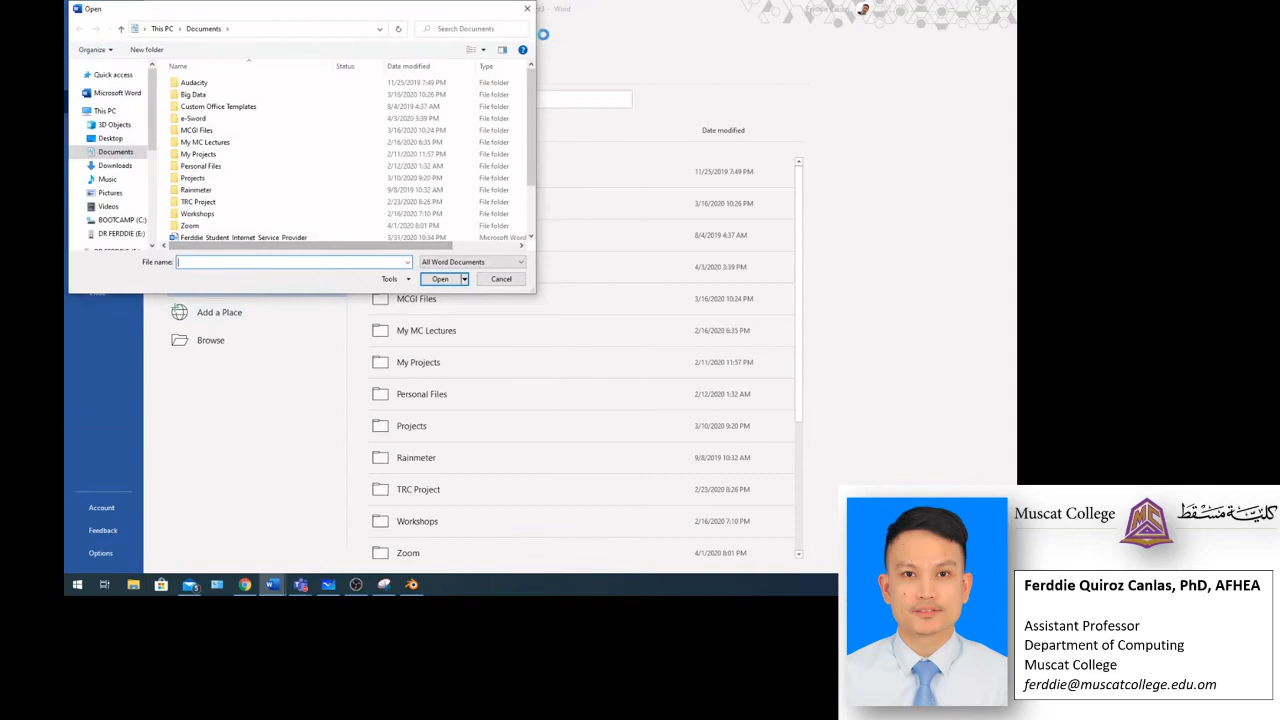 Open
Ferddie Canlas
Word
This PC > Documents >
Search Documents
Organize
New folder
Name
Status
Date modified
Type
Quick access
Microsoft Word
This PC
3D Objects
Desktop
Documents
Downloads
Music
Pictures
Videos
BOOTCAMP (C:)
DR FERDDIE (E:)
Audacity 11/25/2019 7:49 PM File folder
Big Data 3/16/2020 10:26 PM File folder
Custom Office Templates 8/4/2019 4:37 AM File folder
e-Sword 4/3/2020 3:39 PM File folder
MCGI Files 3/16/2020 10:24 PM File folder
My MC Lectures 2/16/2020 6:35 PM File folder
My Projects 2/11/2020 11:57 PM File folder
Personal Files 2/12/2020 1:32 AM File folder
Projects 3/10/2020 9:20 PM File folder
Rainmeter 9/8/2019 10:32 AM File folder
TRC Project 2/23/2020 8:26 PM File folder
Workshops 2/16/2020 7:10 PM File folder
Zoom 4/1/2020 8:01 PM File folder
Ferddie Student Internet Service Provider 3/31/2020 10:34 PM Microsoft Word
File name:
All Word Documents
Tools
Open
Cancel
Add a Place
Browse
Account
Feedback
Options
Date modified
11/25/2019 7:49 PM
3/16/2020 10:26 PM
8/4/2019 4:37 AM
4/3/2020 3:39 PM
MCGI Files 3/16/2020 10:24 PM
My MC Lectures 2/16/2020 6:35 PM
My Projects 2/11/2020 11:57 PM
Personal Files 2/12/2020 1:32 AM
Projects 3/10/2020 9:20 PM
Rainmeter 9/8/2019 10:32 AM
TRC Project 2/23/2020 8:26 PM
Workshops 2/16/2020 7:10 PM
Zoom 4/1/2020 8:01 PM
Muscat College
MC
كلية مسقط
Ferddie Quiroz Canlas, PhD, AFHEA
Assistant Professor
Department of Computing
Muscat College
ferddie@muscatcollege.edu.om